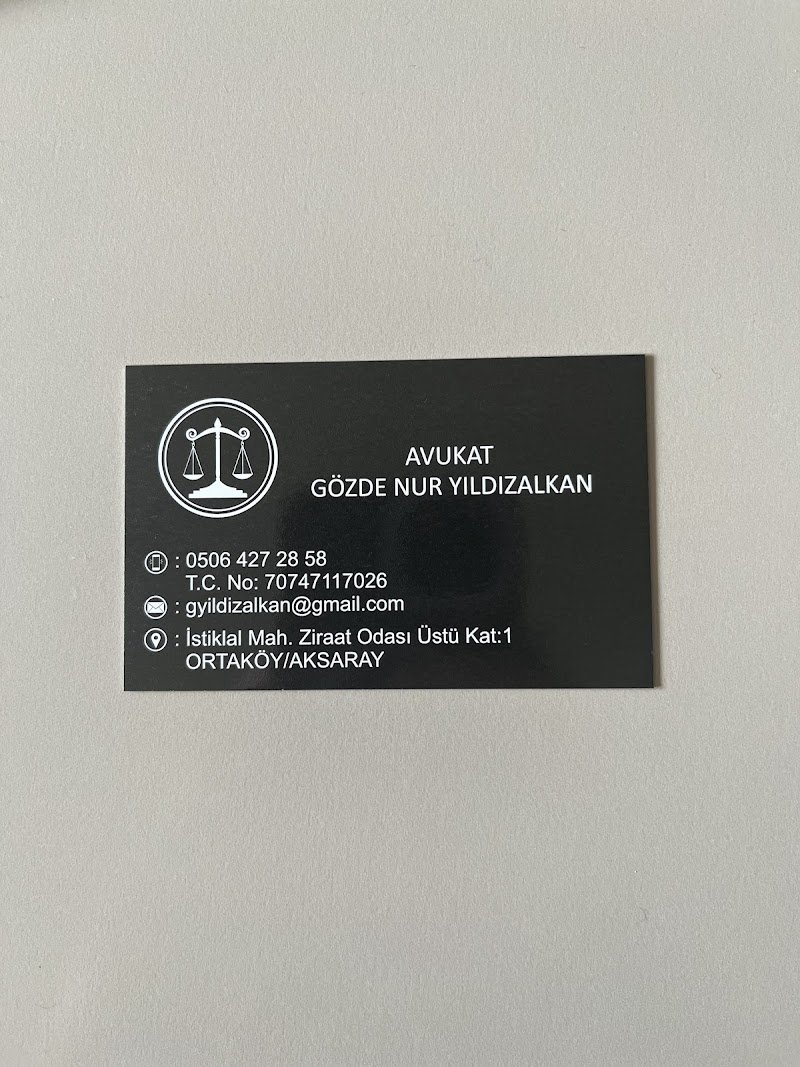 AVUKAT
GÖZDE NUR YILDIZALKAN
: 0506 427 28 58
T.C. No: 70747117026
: gyildizalkan@gmail.com
: İstiklal Mah. Ziraat Odası Üstü Kat:1
ORTAKÖY/AKSARAY